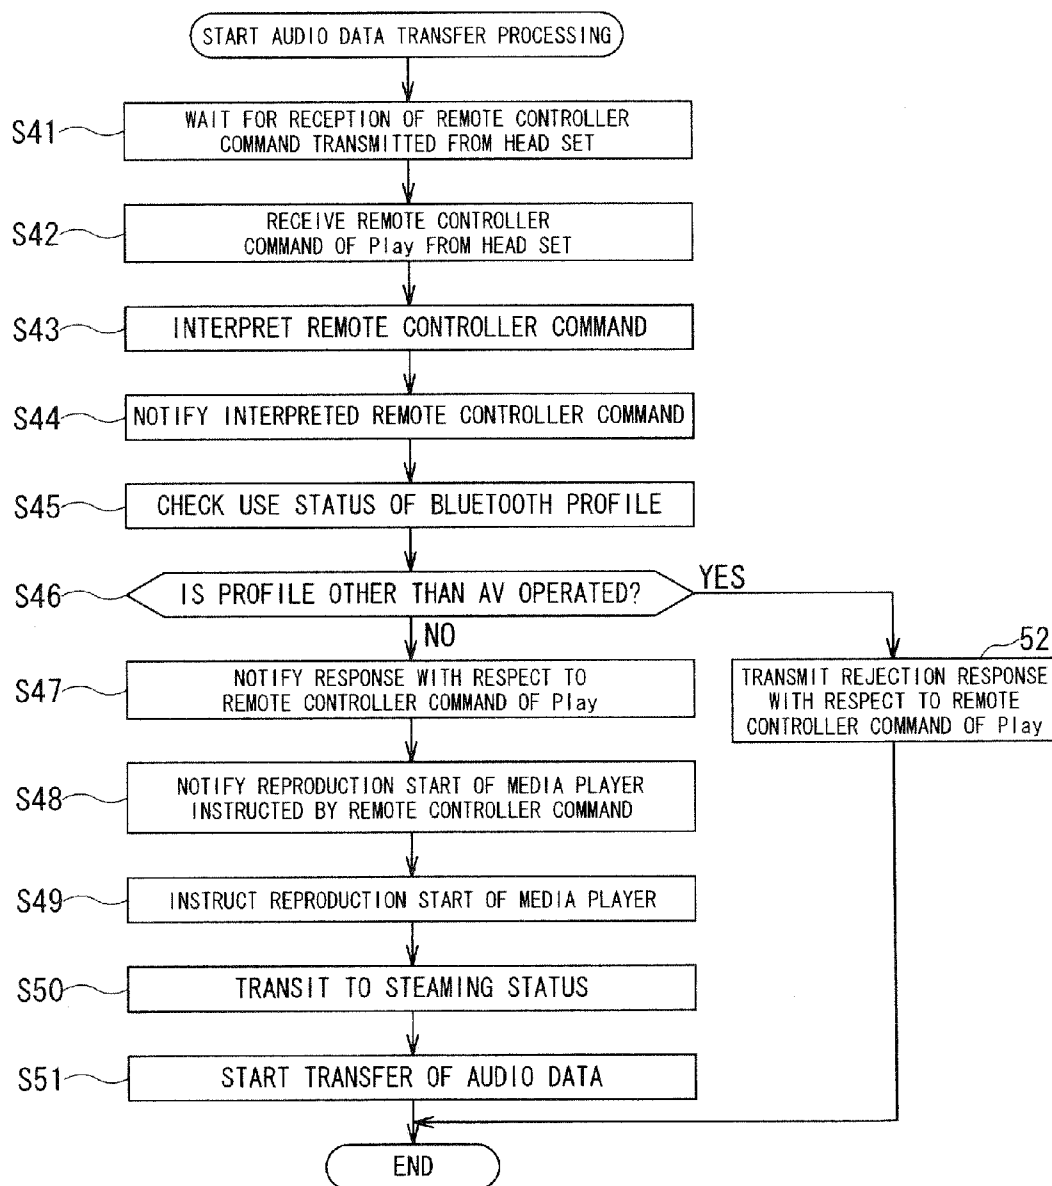 START AUDIO DATA TRANSFER PROCESSING
S41
WAIT FOR RECEPTION OF REMOTE CONTROLLER
COMMAND TRANSMITTED FROM HEAD SET
S42
RECEIVE REMOTE CONTROLLER
COMMAND OF Play FROM HEAD SET
S43
INTERPRET REMOTE CONTROLLER COMMAND
S44
NOTIFY INTERPRETED REMOTE CONTROLLER COMMAND
S45
CHECK USE STATUS OF BLUETOOTH PROFILE
S46
IS PROFILE OTHER THAN AV OPERATED?
YES
NO
52
S47
NOTIFY RESPONSE WITH RESPECT TO
REMOTE CONTROLLER COMMAND OF Play
TRANSMIT REJECTION RESPONSE
WITH RESPECT TO REMOTE
CONTROLLER COMMAND OF Play
S48
NOTIFY REPRODUCTION START OF MEDIA PLAYER
INSTRUCTED BY REMOTE CONTROLLER COMMAND
S49
INSTRUCT REPRODUCTION START OF MEDIA PLAYER
S50
TRANSIT TO STEAMING STATUS
S51
START TRANSFER OF AUDIO DATA
END